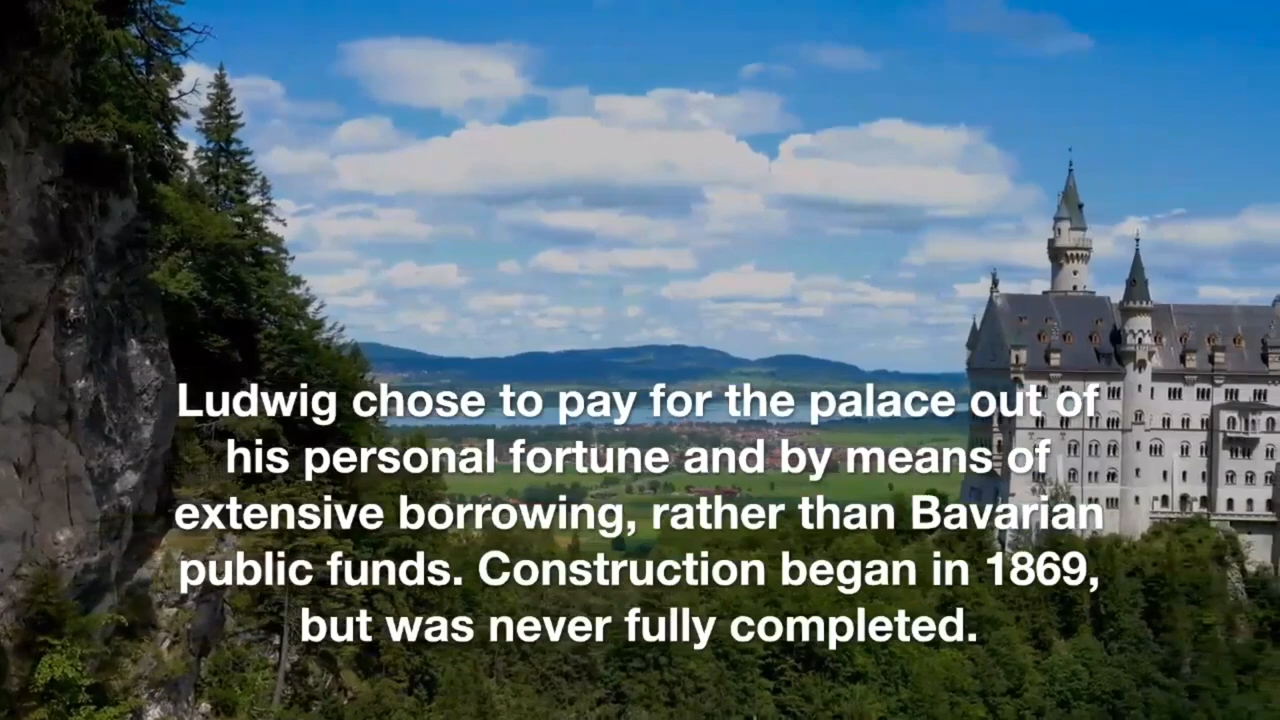 Ludwig chose to pay for the palace out of
his personal fortune and by means of
extensive borrowing, rather than Bavarian
public funds. Construction began in 1869,
but was never fully completed.